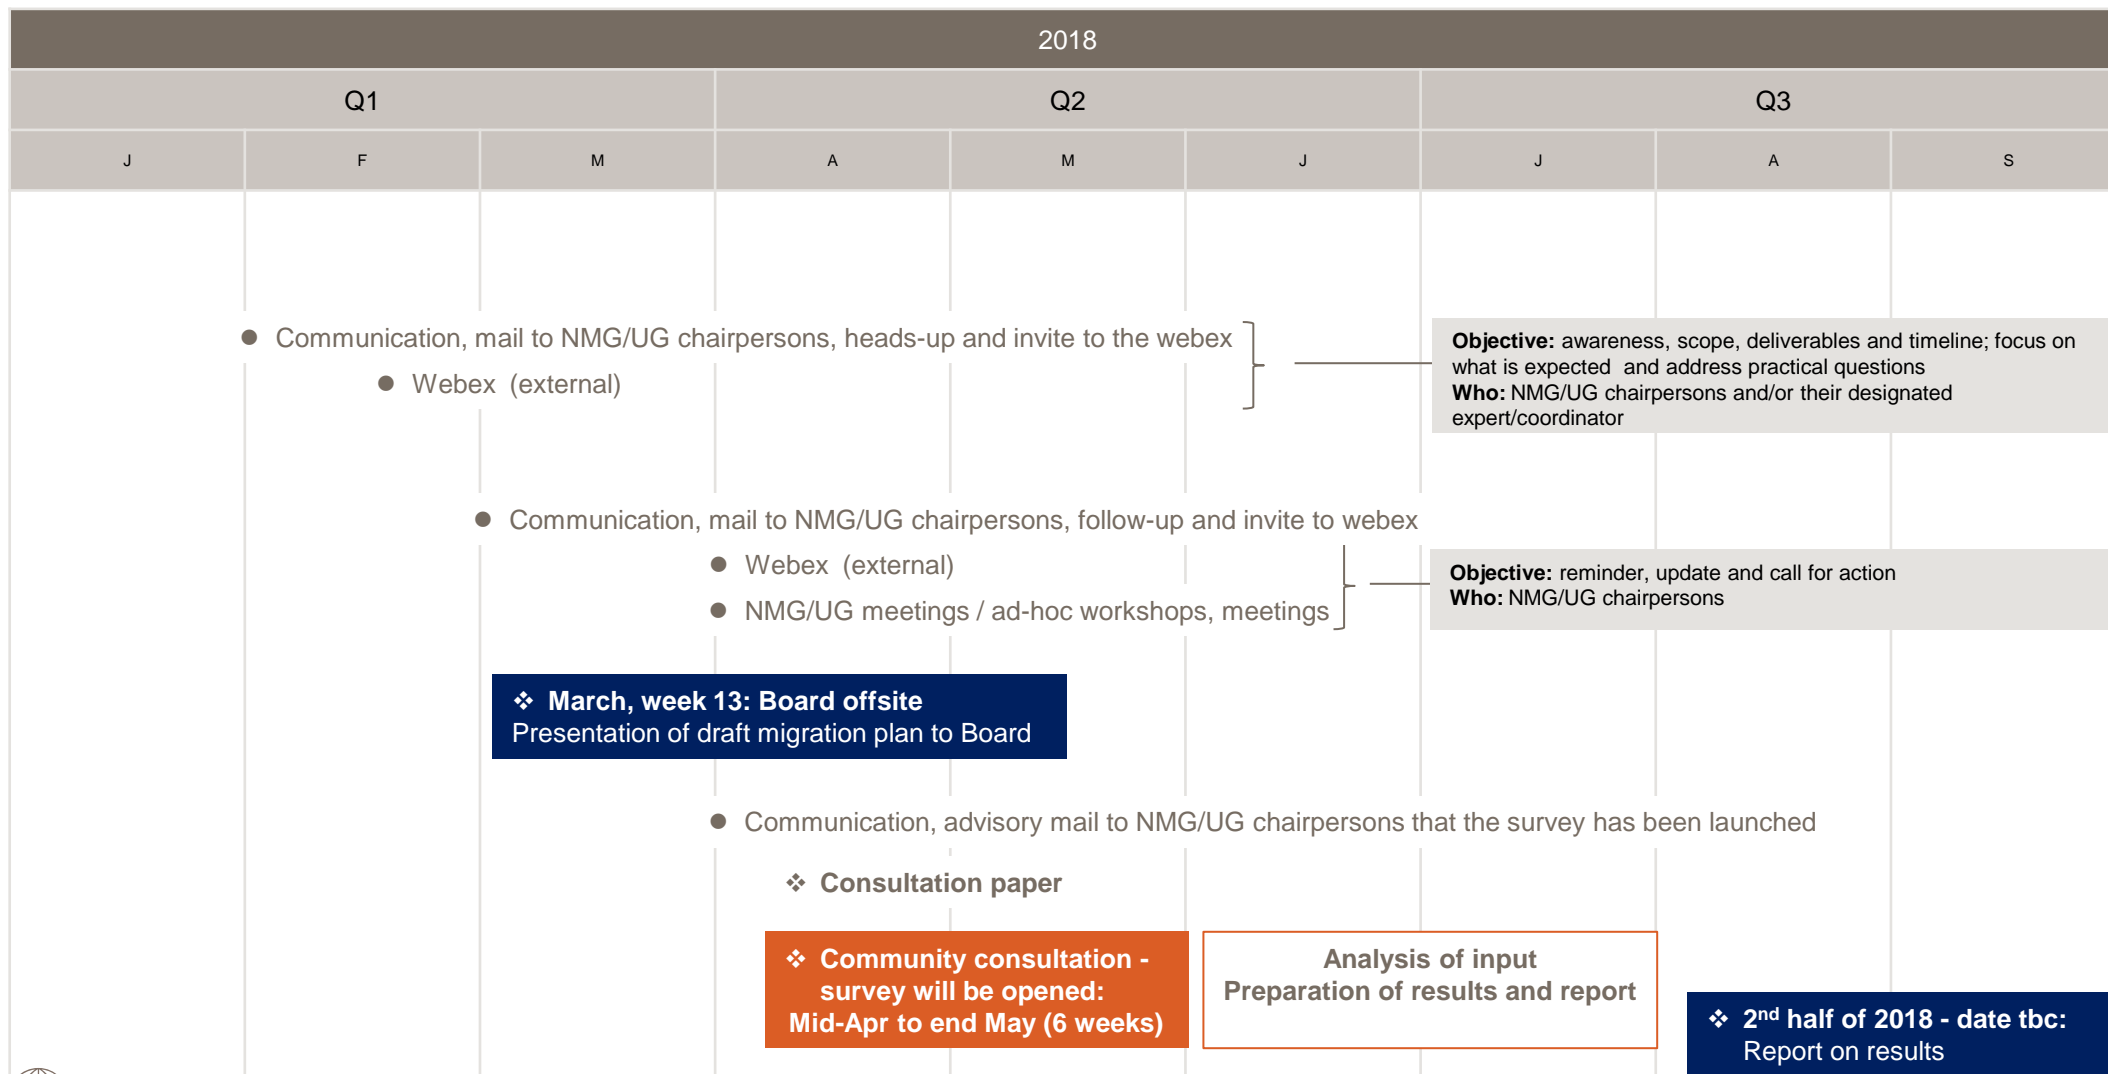 2018
Q1 Q2 Q3
J F M A M J J A S
● Communication, mail to NMG/UG chairpersons, heads-up and invite to the webex
● Webex (external)
Objective: awareness, scope, deliverables and timeline; focus on
what is expected and address practical questions
Who: NMG/UG chairpersons and/or their designated
expert/coordinator
● Communication, mail to NMG/UG chairpersons, follow-up and invite to webex
● Webex (external)
● NMG/UG meetings / ad-hoc workshops, meetings
Objective: reminder, update and call for action
Who: NMG/UG chairpersons
❖ March, week 13: Board offsite
Presentation of draft migration plan to Board
● Communication, advisory mail to NMG/UG chairpersons that the survey has been launched
❖ Consultation paper
❖ Community consultation -
survey will be opened:
Mid-Apr to end May (6 weeks)
Analysis of input
Preparation of results and report
❖ 2nd half of 2018 - date tbc:
Report on results